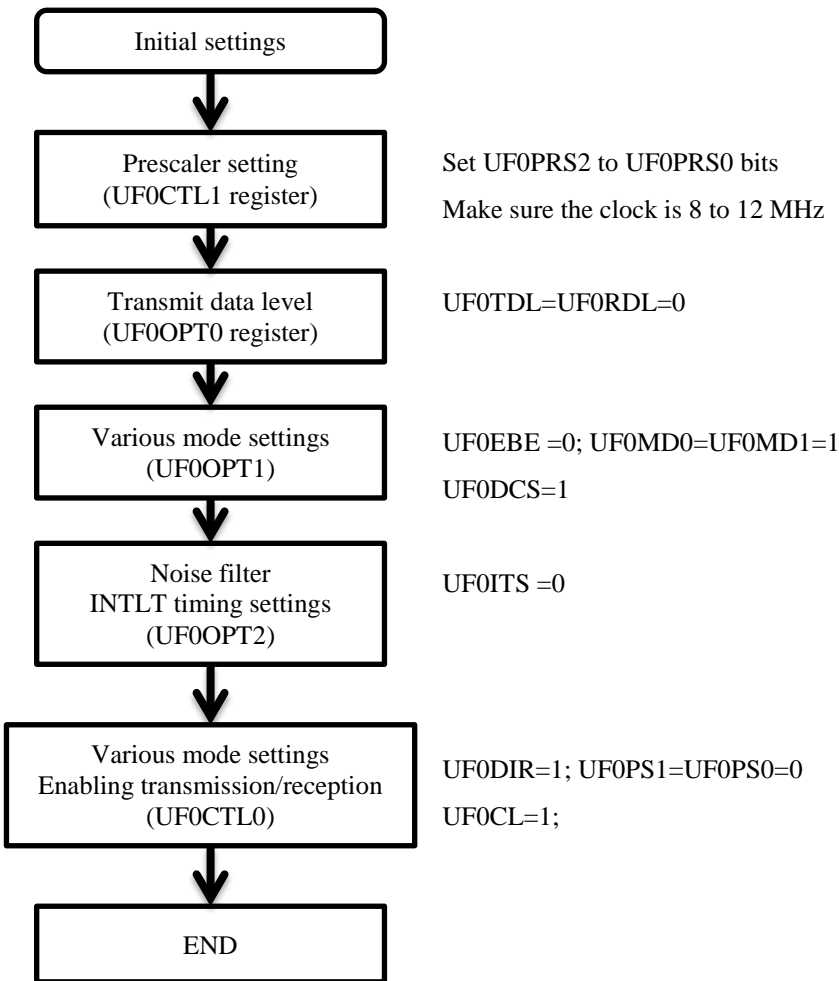 Initial settings
Prescaler setting
(UF0CTL1 register)
Set UF0PRS2 to UF0PRS0 bits
Make sure the clock is 8 to 12 MHz
Transmit data level
(UF0OPT0 register)
UF0TDL=UF0RDL=0
Various mode settings
(UF0OPT1)
UF0EBE =0; UF0MD0=UF0MD1=1
UF0DCS=1
Noise filter
INTLT timing settings
(UF0OPT2)
UF0ITS =0
Various mode settings
Enabling transmission/reception
(UF0CTL0)
UF0DIR=1; UF0PS1=UF0PS0=0
UF0CL=1;
END